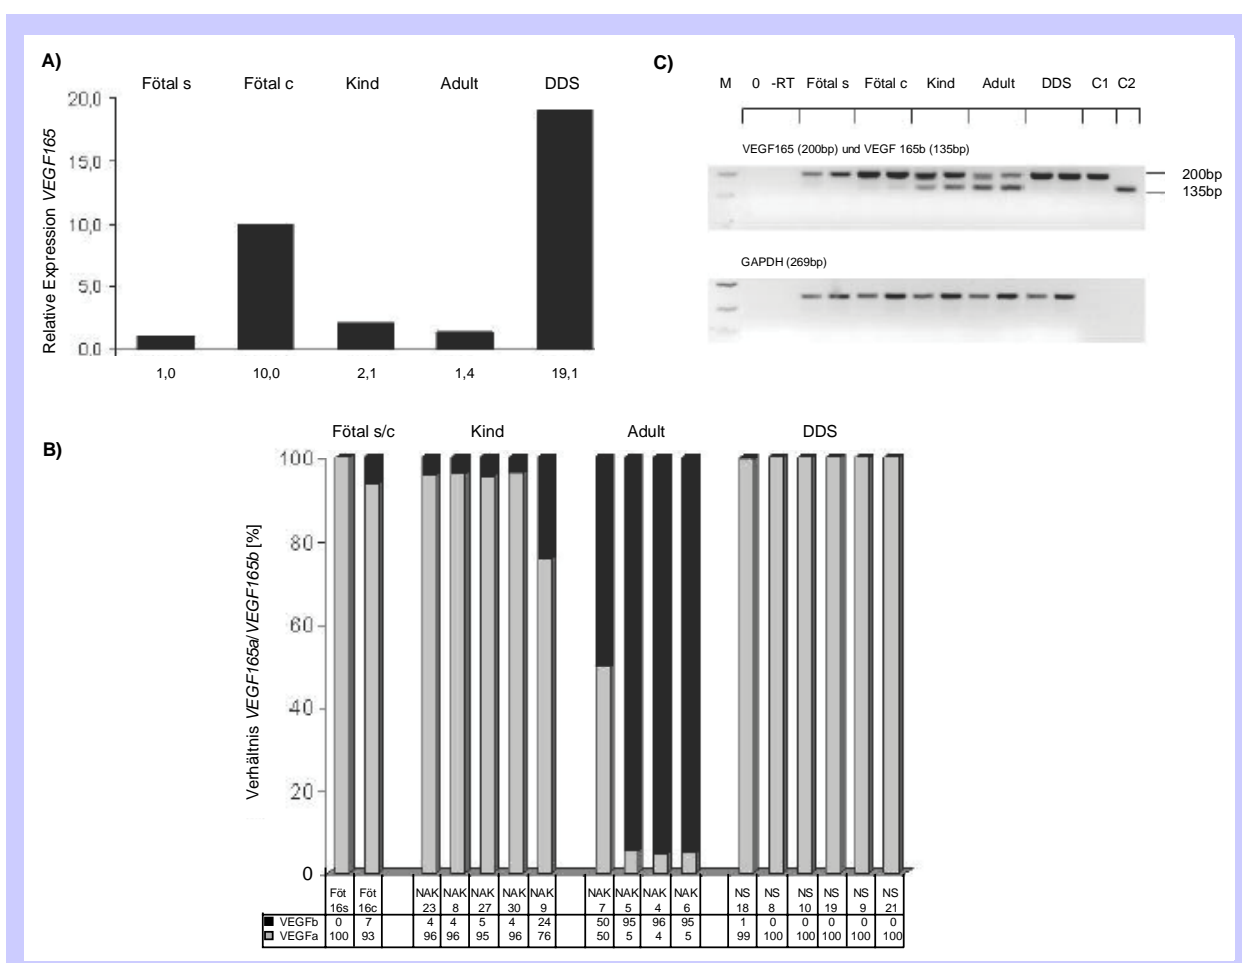 A)
Fötal s Fötal c Kind Adult DDS
Relative Expression VEGF165
20,0
15,0
10,0
5,0
0,0
1,0 10,0 2,1 1,4 19,1
C)
M 0 -RT Fötal s Fötal c Kind Adult DDS C1 C2
VEGF165 (200bp) und VEGF 165b (135bp)
200bp
135bp
GAPDH (269bp)
B)
Fötal s/c Kind Adult DDS
Verhältnis VEGF165a/VEGF165b [%]
100
80
60
40
20
0
Föt Föt NAK NAK NAK NAK NAK NAK NAK NAK NAK NS NS NS NS NS NS
16s 16c 23 8 27 30 9 7 5 4 6 18 8 10 19 9 21
VEGFb 0 7 4 4 5 4 24 50 95 96 95 1 0 0 0 0 0
VEGFa 100 93 96 96 95 96 76 50 5 4 5 99 100 100 100 100 100